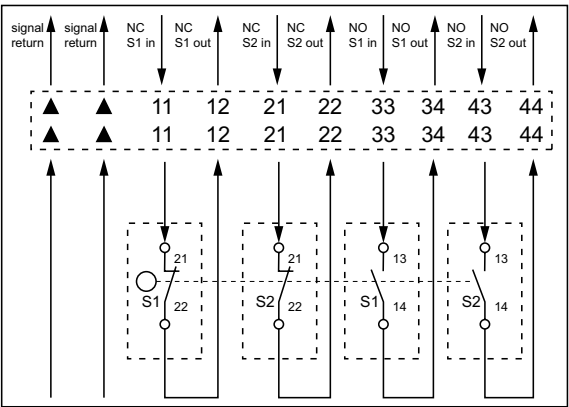 signal return
signal return
NC S1 in
NC S1 out
NC S2 in
NC S2 out
NO S1 in
NO S1 out
NO S2 in
NO S2 out
▲ ▲ 11 12 21 22 33 34 43 44
▲ ▲ 11 12 21 22 33 34 43 44
21 21 13 13
S1 S2 S1 S2
22 22 14 14